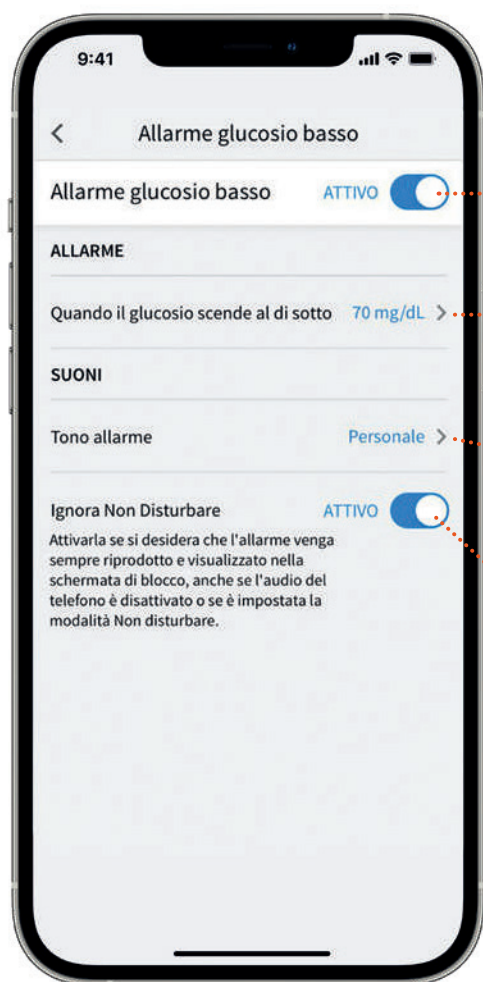 9:41
Allarme glucosio basso
Allarme glucosio basso ATTIVO
ALLARME
Quando il glucosio scende al di sotto 70 mg/dL
SUONI
Tono allarme Personale
Ignora Non Disturbare ATTIVO
Attivarla se si desidera che l'allarme venga
sempre riprodotto e visualizzato nella
schermata di blocco, anche se l'audio del
telefono è disattivato o se è impostata la
modalità Non disturbare.